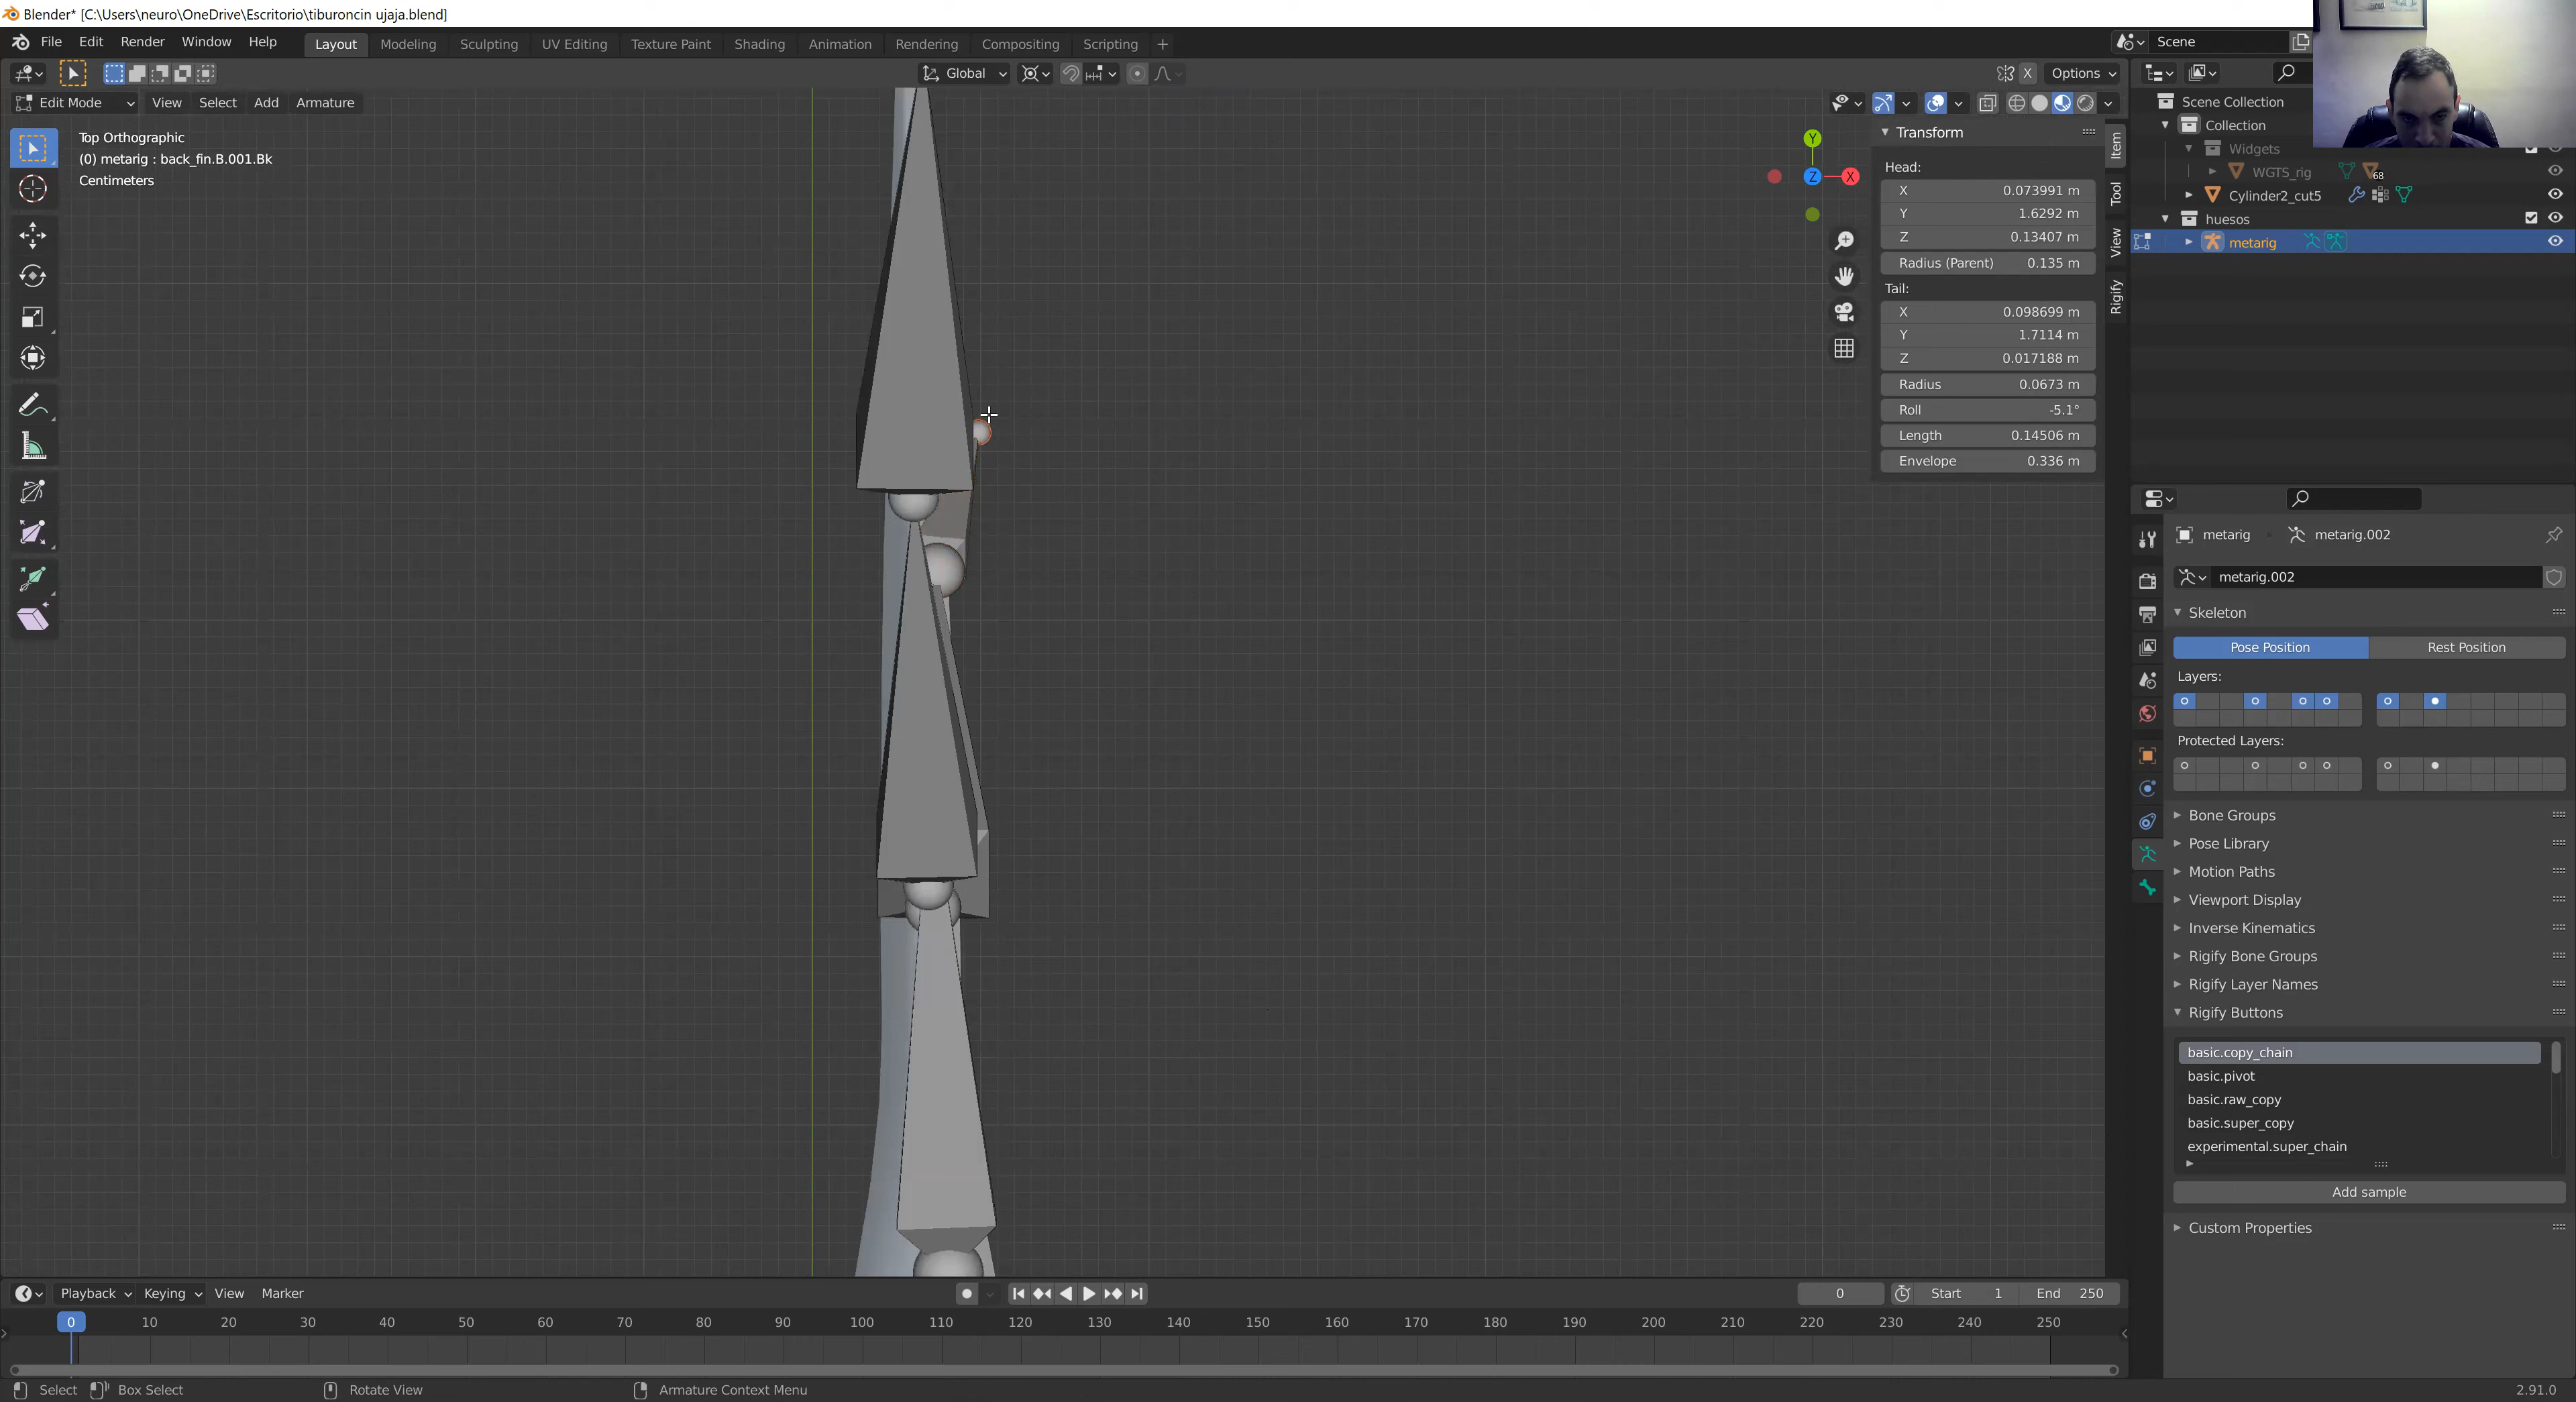 Blender* [C:\Users\neuro\OneDrive\Escritorio\tiburoncin ujaja.blend]
File Edit Render Window Help Layout Modeling Sculpting UV Editing Texture Paint Shading Animation Rendering Compositing Scripting + Scene
Global X Options
Edit Mode View Select Add Armature
Top Orthographic
(0) metarig : back_fin.B.001.Bk
Centimeters
Y
X
Z
Transform
Head:
X 0.073991 m
Y 1.6292 m
Z 0.13407 m
Radius (Parent) 0.135 m
Tail:
X 0.098699 m
Y 1.7114 m
Z 0.017188 m
Radius 0.0673 m
Roll -5.1°
Length 0.14506 m
Envelope 0.336 m
Item
Tool
View
Rigify
Scene Collection
Collection
Widgets
WGTS_rig 68
Cylinder2_cut5
huesos
metarig
metarig metarig.002
metarig.002
Skeleton
Pose Position Rest Position
Layers:
Protected Layers:
Bone Groups
Pose Library
Motion Paths
Viewport Display
Inverse Kinematics
Rigify Bone Groups
Rigify Layer Names
Rigify Buttons
basic.copy_chain
basic.pivot
basic.raw_copy
basic.super_copy
experimental.super_chain
Add sample
Custom Properties
Playback Keying View Marker 0 Start 1 End 250
0 10 20 30 40 50 60 70 80 90 100 110 120 130 140 150 160 170 180 190 200 210 220 230 240 250
Select Box Select Rotate View Armature Context Menu 2.91.0